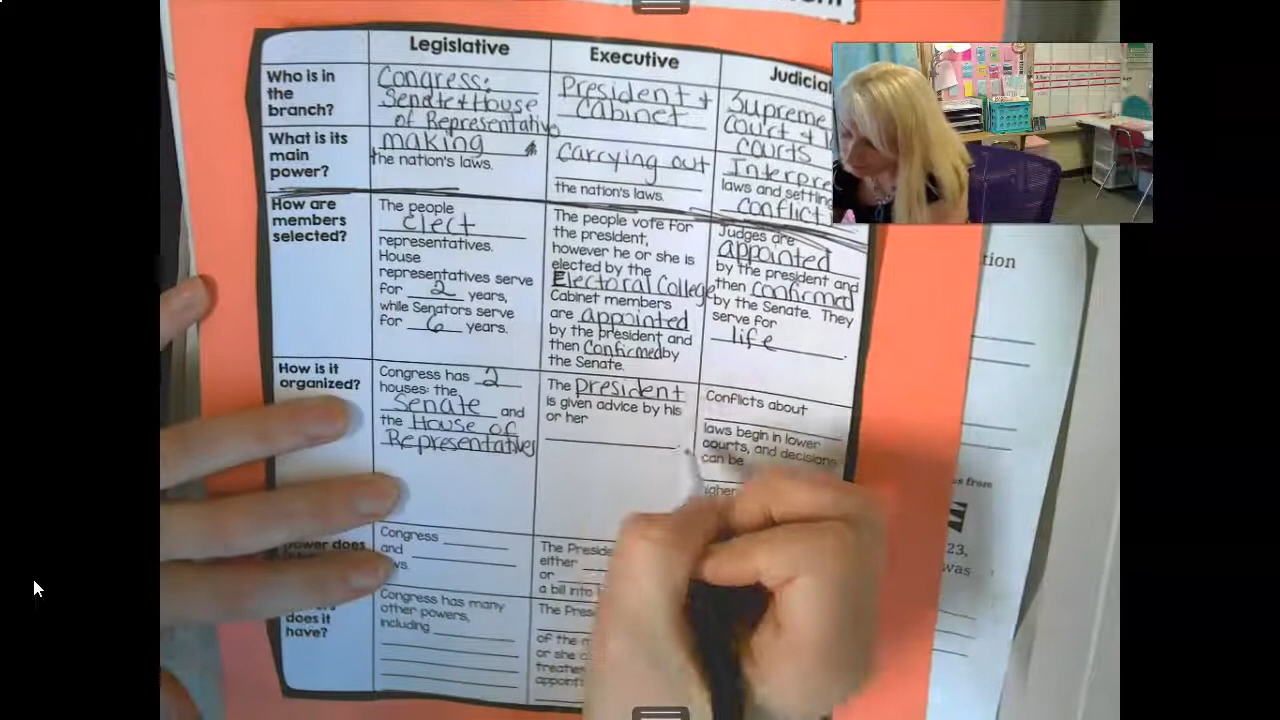 Legislative
Executive
Judicial
Who is in
the
branch?
Congress:
Senate + House
of Representatives
President +
Cabinet
Supreme
Court +
courts
What is its
main
power?
making
the nation's laws.
Carrying out
the nation's laws.
Interpre
laws and settling
conflict
How are
members
selected?
The people
elect
representatives.
House
representatives serve
for 2 years,
while Senators serve
for 6 years.
The people vote for
the president,
however he or she is
elected by the
Electoral College
Cabinet members
are appointed
by the president and
then confirmed by
the Senate.
Judges are
appointed
by the president and
then confirmed
by the Senate. They
serve for
life.
How is it
organized?
Congress has 2
houses: the
Senate and
the House of
Representatives
The president
is given advice by his
or her
Conflicts about
laws begin in lower
courts, and decisions
can be
power does
Congress
and
The Preside
either
or
a bill into
does it
have?
Congress has many
other powers,
including
The Pres
of the
or she
treaties
appoint
tion
s from
23,
was